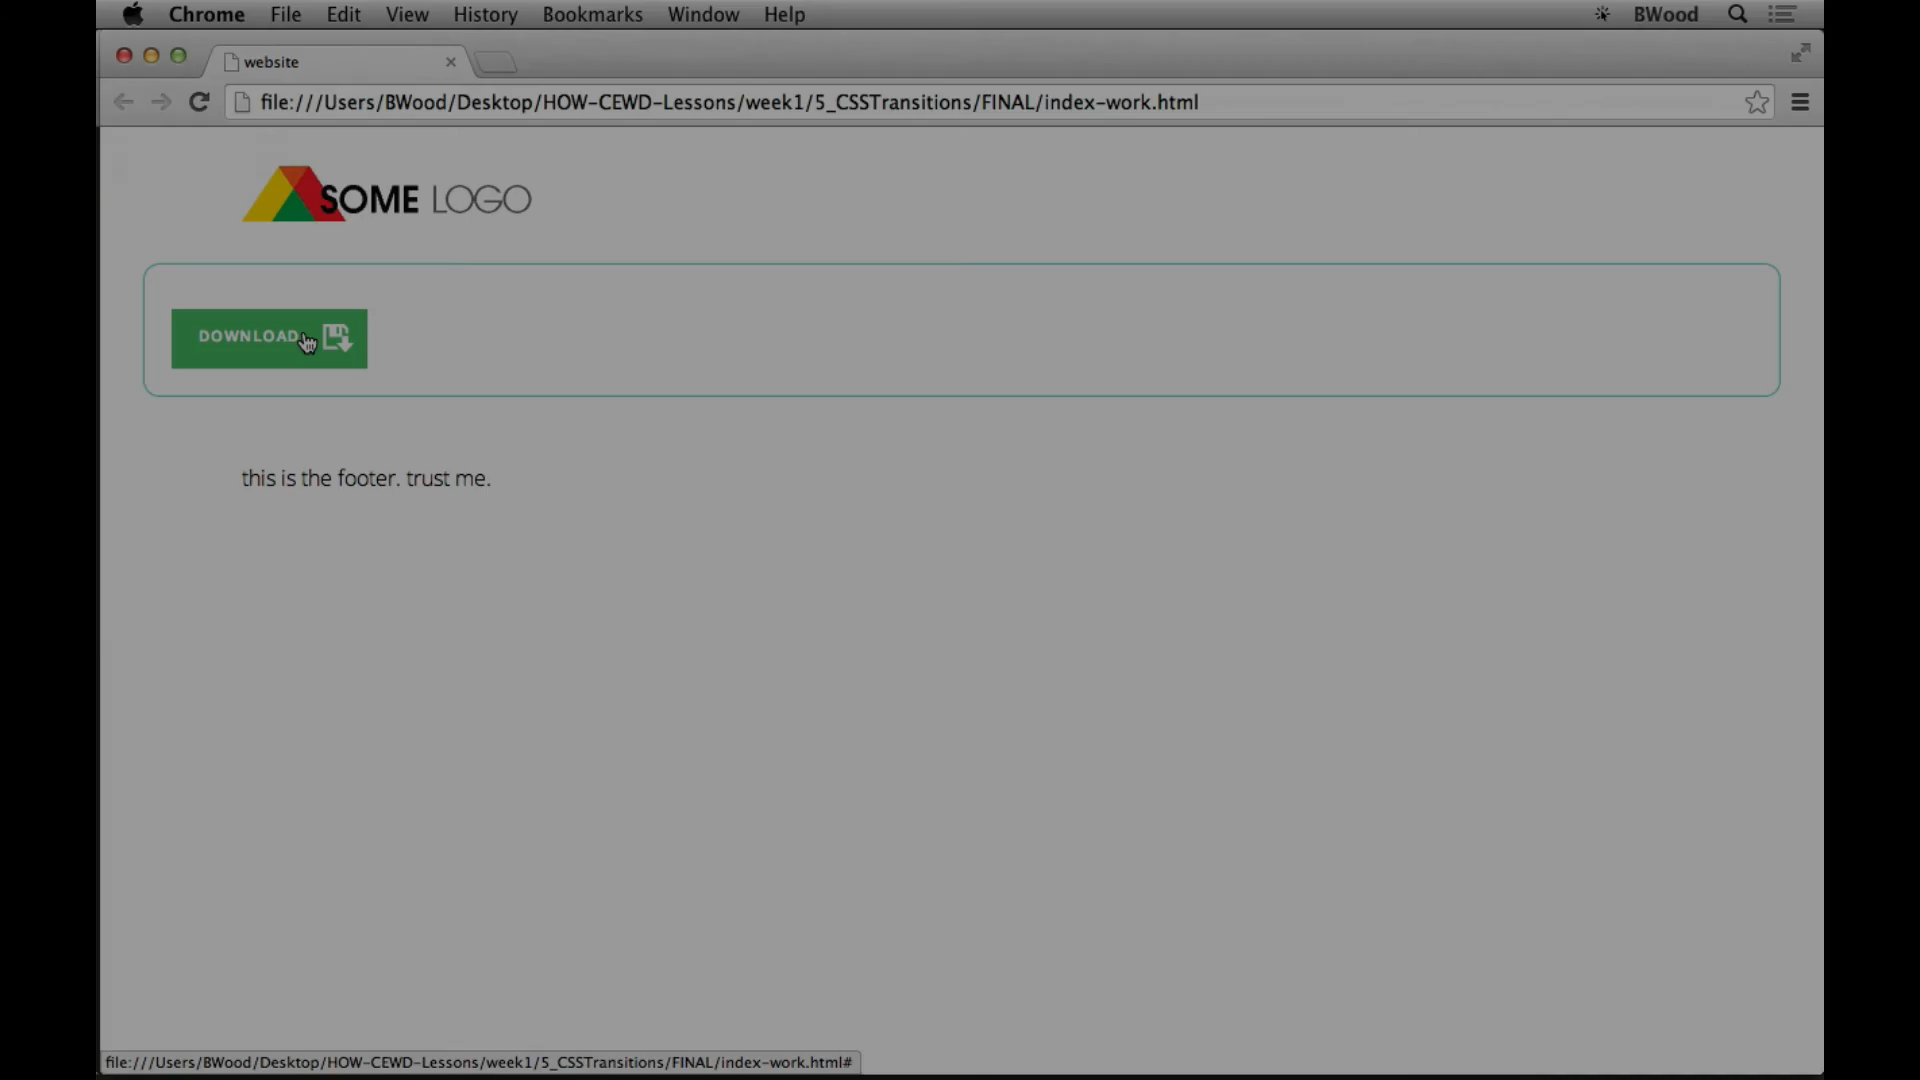 Chrome File Edit View History Bookmarks Window Help BWood
website
file:///Users/BWood/Desktop/HOW-CEWD-Lessons/week1/5_CSSTransitions/FINAL/index-work.html
SOME LOGO
DOWNLOAD
this is the footer. trust me.
file:///Users/BWood/Desktop/HOW-CEWD-Lessons/week1/5_CSSTransitions/FINAL/index-work.html#